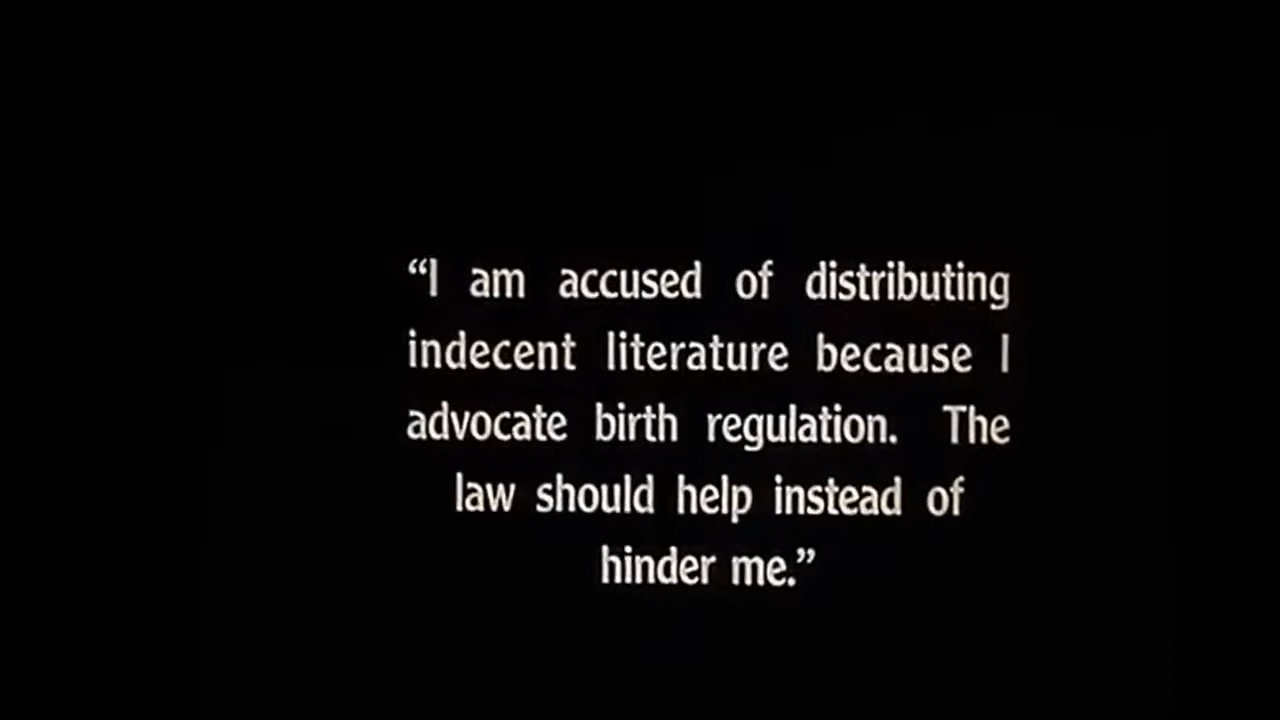 “I am accused of distributing
indecent literature because I
advocate birth regulation. The
law should help instead of
hinder me.”